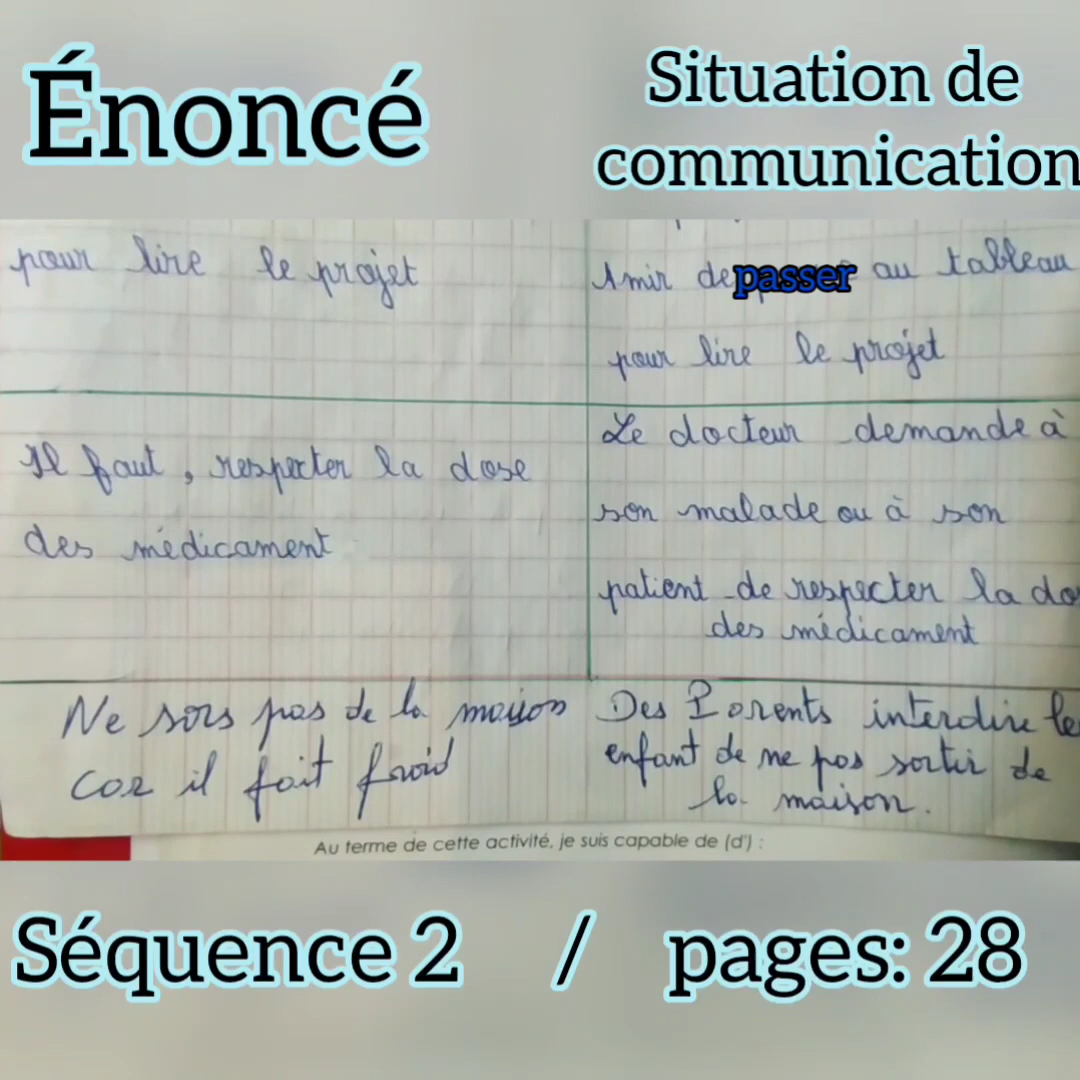 Énoncé
Situation de
communication
pour lire le projet
Amir de passer au tableau
pour lire le projet
Il faut, respecter la dose
des médicament
Le docteur demande à
son malade ou à son
patient de respecter la do
des médicament
Ne sors pas de la maison
car il fait froid
Des Parents interdire le
enfant de ne pas sortir de
la maison.
Au terme de cette activité, je suis capable de (d') :
Séquence 2 / pages: 28